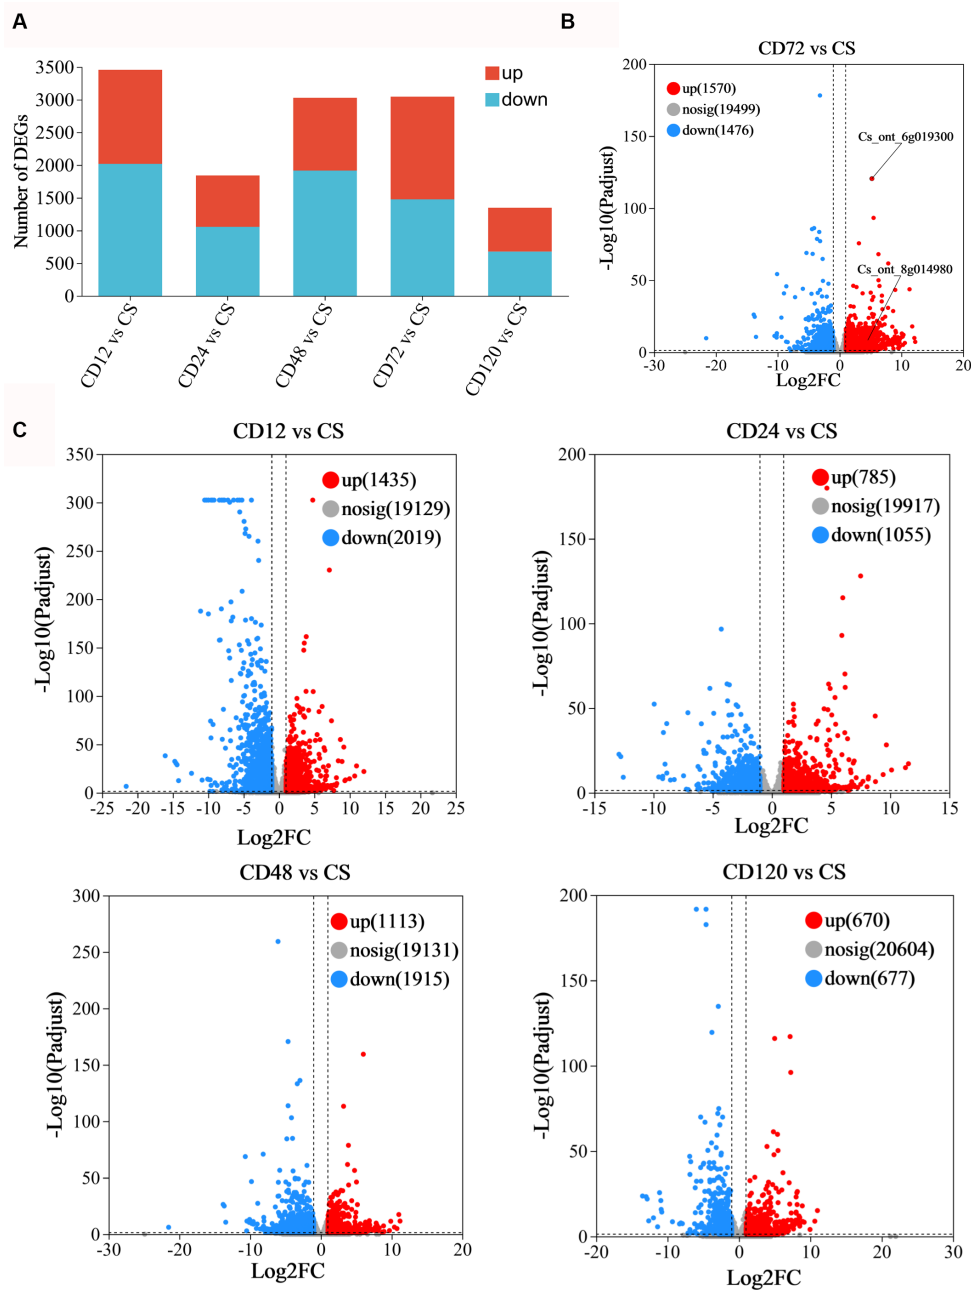 A
3500
3000
2500
2000
1500
1000
500
0
Number of DEGs
up
down
CD12 vs CS
CD24 vs CS
CD48 vs CS
CD72 vs CS
CD120 vs CS
B
CD72 vs CS
200
150
100
50
0
-Log10(Padjust)
up(1570)
nosig(19499)
down(1476)
Cs_ont_6g019300
Cs_ont_8g014980
-30 -20 -10 0 10 20
Log2FC
C
CD12 vs CS
350
300
250
200
150
100
50
0
-Log10(Padjust)
up(1435)
nosig(19129)
down(2019)
-25 -20 -15 -10 -5 0 5 10 15 20 25
Log2FC
CD24 vs CS
200
150
100
50
0
-Log10(Padjust)
up(785)
nosig(19917)
down(1055)
-15 -10 -5 0 5 10 15
Log2FC
CD48 vs CS
300
250
200
150
100
50
0
-Log10(Padjust)
up(1113)
nosig(19131)
down(1915)
-30 -20 -10 0 10 20
Log2FC
CD120 vs CS
200
150
100
50
0
-Log10(Padjust)
up(670)
nosig(20604)
down(677)
-20 -10 0 10 20 30
Log2FC